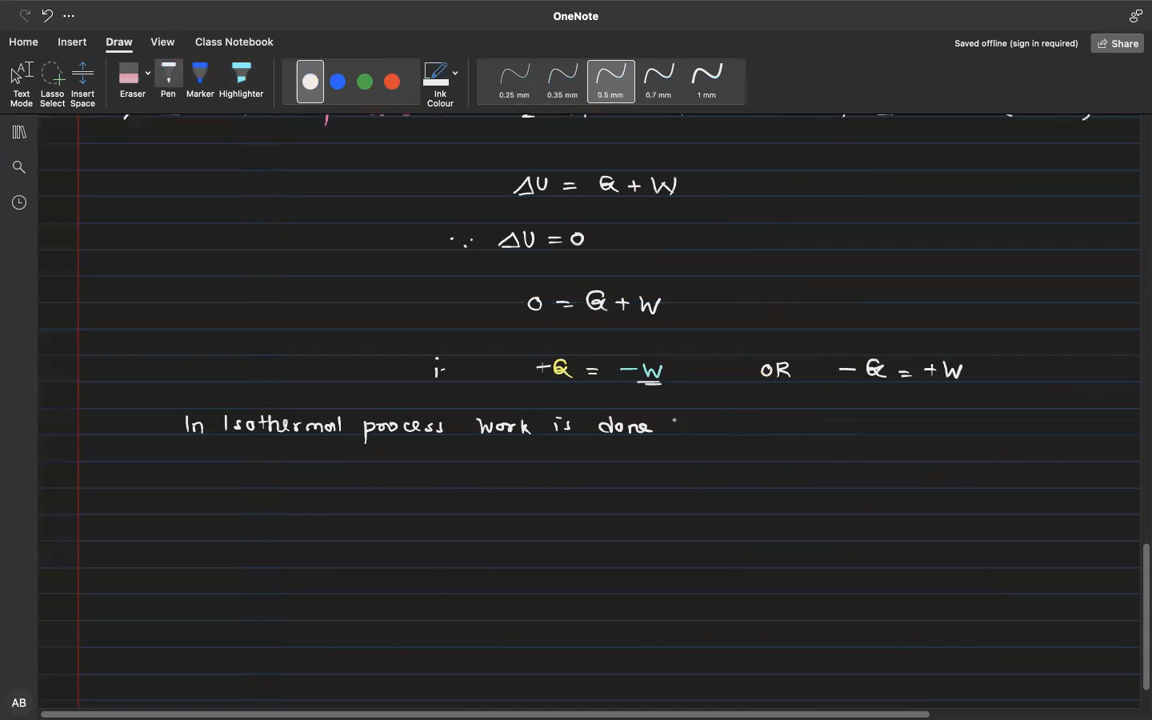 OneNote
Home Insert Draw View Class Notebook
Saved offline (sign in required) Share
Text Mode Lasso Select Insert Space Eraser Pen Marker Highlighter Ink Colour 0.25 mm 0.35 mm 0.5 mm 0.7 mm 1 mm
ΔU = Q + W
∵ ΔU = 0
0 = Q + W
+Q = -W OR - Q = +W
In Isothermal process work is done
AB